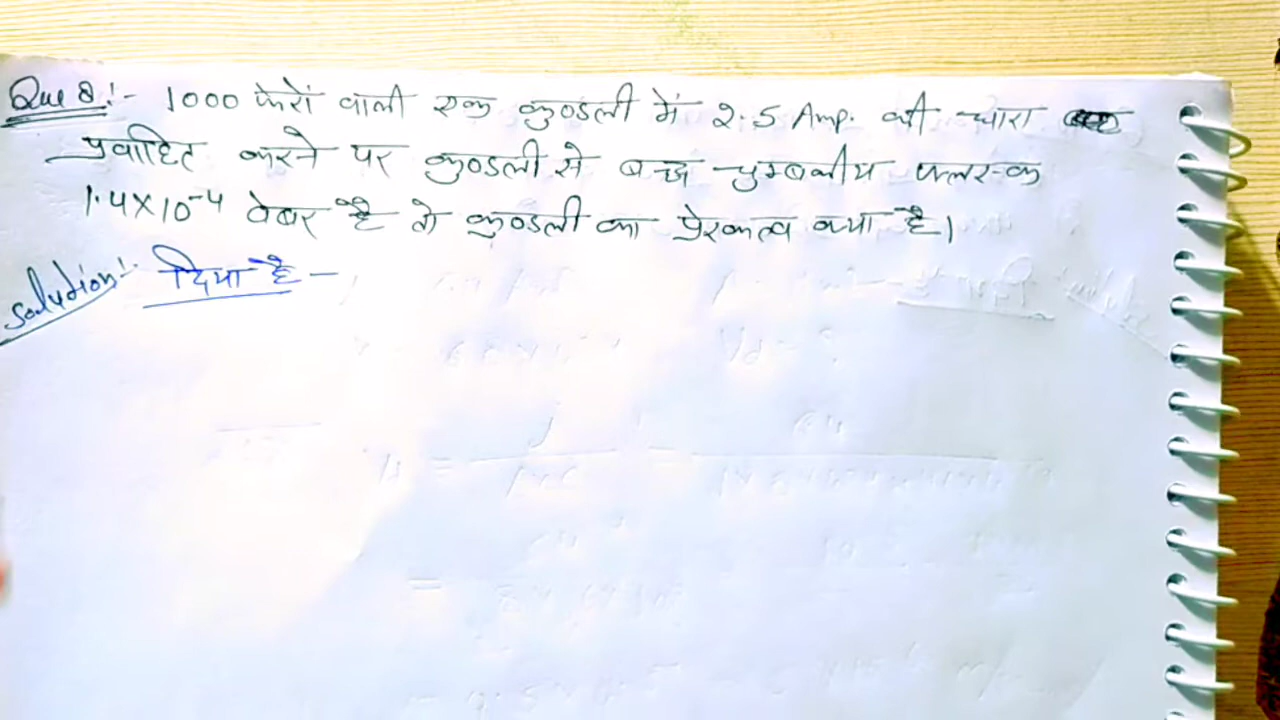 Que 8:- 1000 फेरों वाली एक कुण्डली में 2.5 Amp. की धारा
प्रवाहित करने पर कुण्डली से बद्ध चुम्बकीय फ्लक्स
1.4×10⁻⁴ वेबर है तो कुण्डली का प्रेरकत्व क्या है।
Solution:- दिया है -